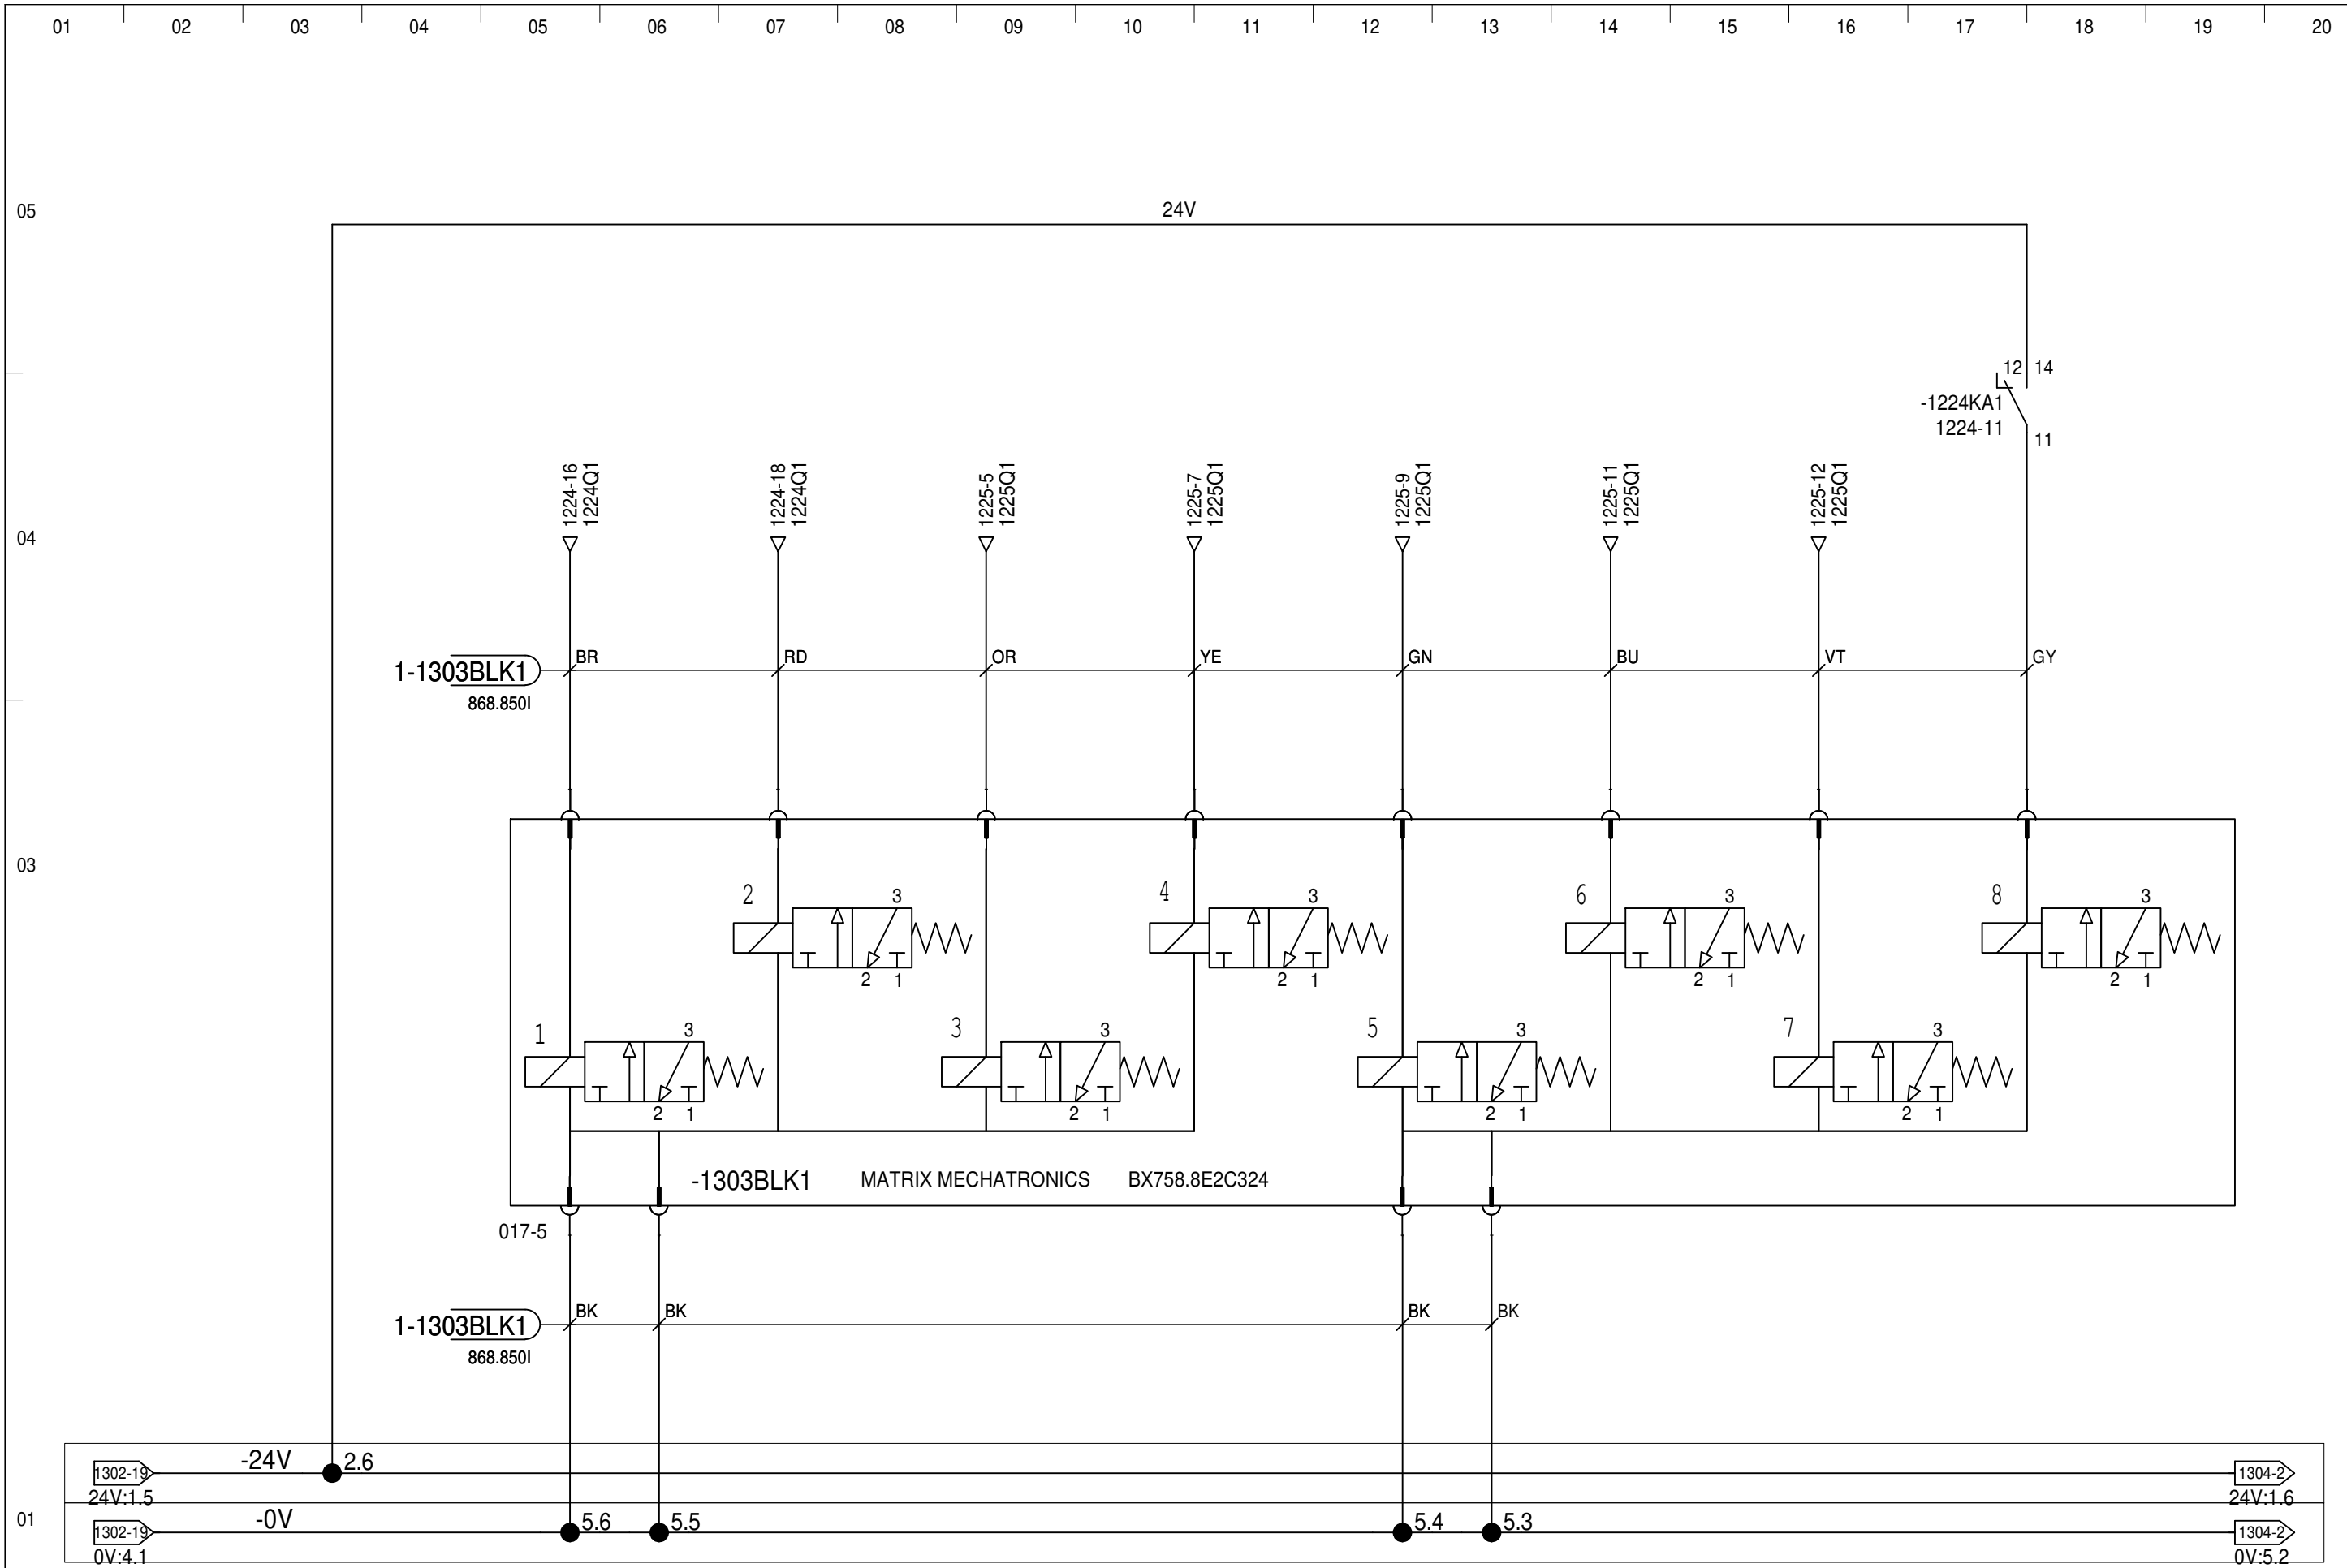 01 02 03 04 05 06 07 08 09 10 11 12 13 14 15 16 17 18 19 20
05
24V
12 14
-1224KA1
1224-11
11
1224-16
1224Q1
1224-18
1224Q1
1225-5
1225Q1
1225-7
1225Q1
1225-9
1225Q1
1225-11
1225Q1
1225-12
1225Q1
04
BR RD OR YE GN BU VT GY
1-1303BLK1
868.850I
03
2 3 4 3 6 3 8 3
2 1 2 1 2 1 2 1
1 3 3 3 5 3 7 3
2 1 2 1 2 1 2 1
-1303BLK1 MATRIX MECHATRONICS BX758.8E2C324
017-5
BK BK BK BK
1-1303BLK1
868.850I
-24V 2.6
1302-19 1304-2
24V:1.5 24V:1.6
01
-0V 5.6 5.5 5.4 5.3
1302-19 1304-2
0V:4.1 0V:5.2